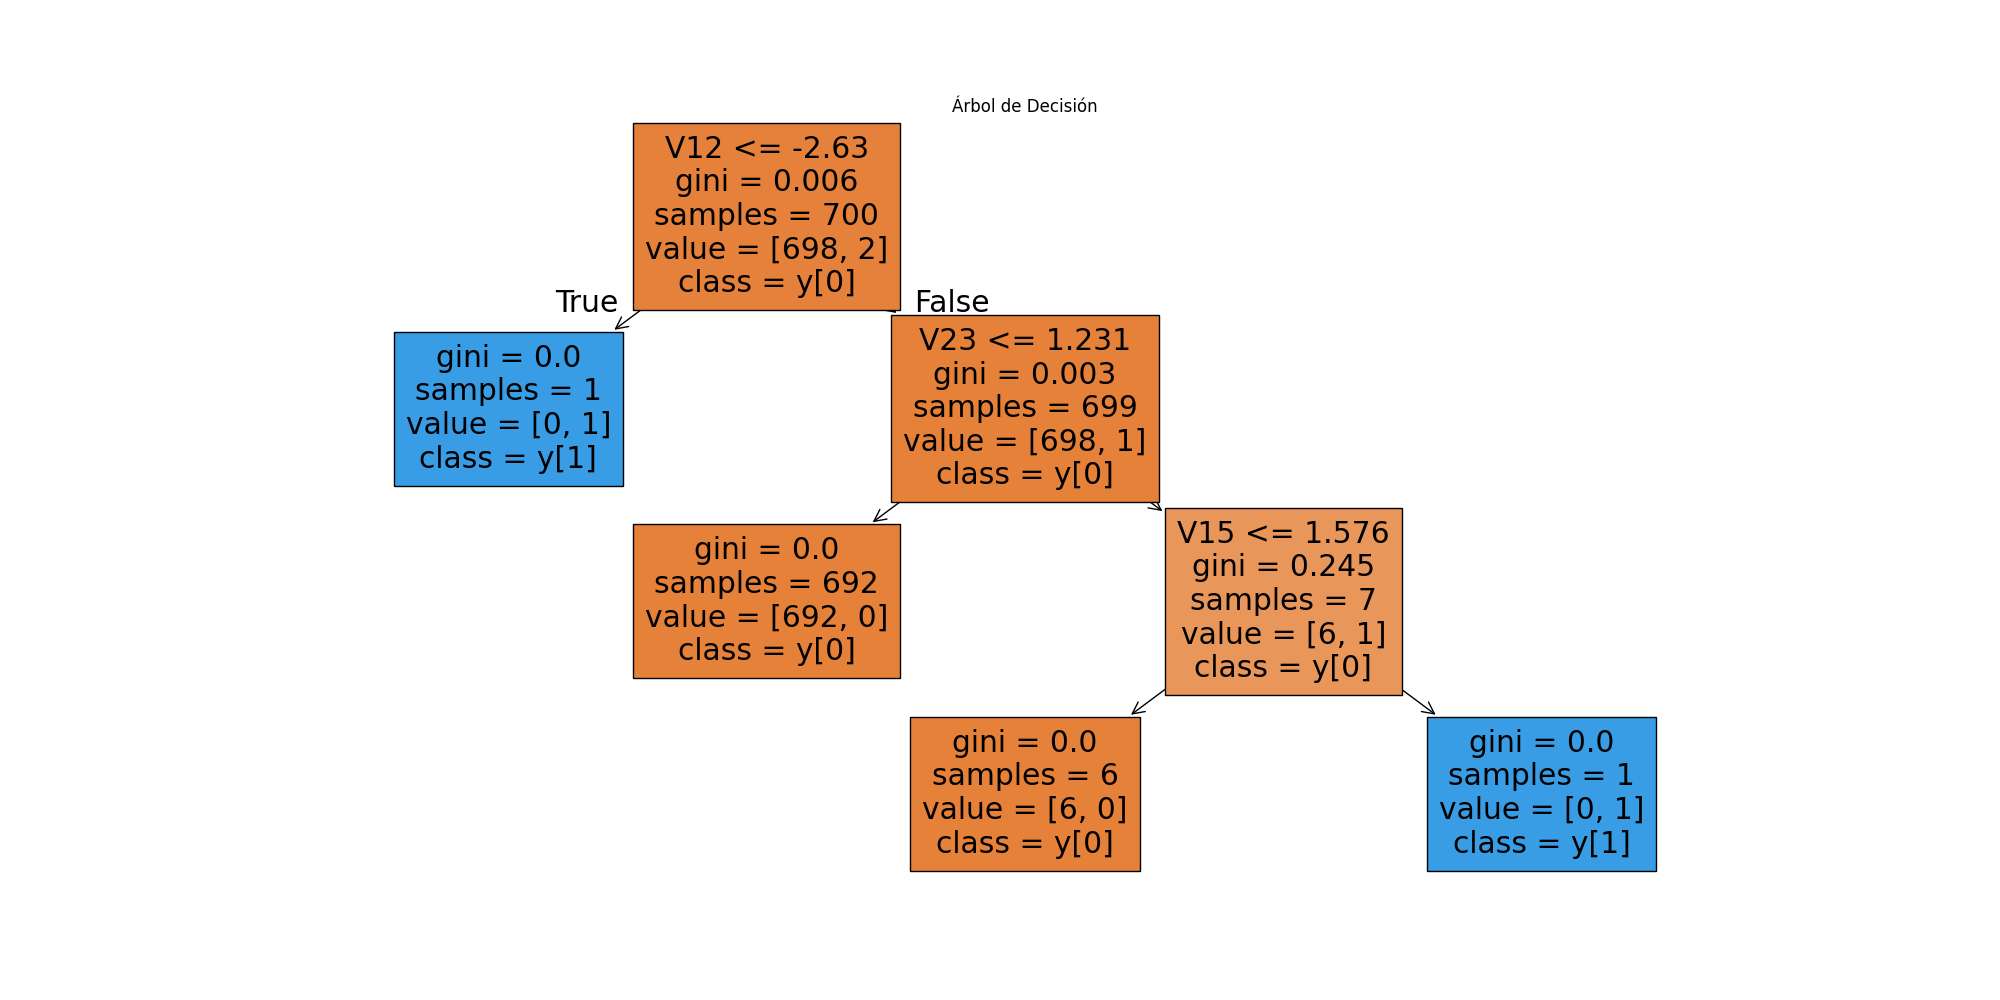 Árbol de Decisión
V12 <= -2.63
gini = 0.006
samples = 700
value = [698, 2]
class = y[0]
True
False
gini = 0.0
samples = 1
value = [0, 1]
class = y[1]
V23 <= 1.231
gini = 0.003
samples = 699
value = [698, 1]
class = y[0]
gini = 0.0
samples = 692
value = [692, 0]
class = y[0]
V15 <= 1.576
gini = 0.245
samples = 7
value = [6, 1]
class = y[0]
gini = 0.0
samples = 6
value = [6, 0]
class = y[0]
gini = 0.0
samples = 1
value = [0, 1]
class = y[1]